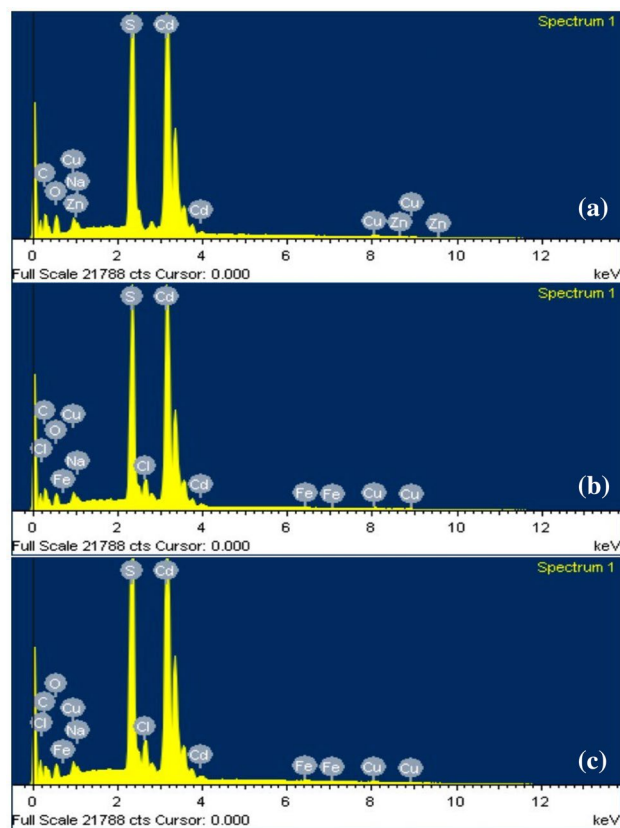 Spectrum 1
S Cd
Cu
C
Na
O
Cu
Zn
Cd
Cu Zn Zn
(a)
0 2 4 6 8 10 12
Full Scale 21788 cts Cursor: 0.000 keV
Spectrum 1
S Cd
C Cu
O
Cl
Na Cl
Fe
Cd
Fe Fe Cu Cu
(b)
0 2 4 6 8 10 12
Full Scale 21788 cts Cursor: 0.000 keV
Spectrum 1
S Cd
O
C
Cu
Cl
Na Cl
Fe
Cd
Fe Fe Cu Cu
(c)
0 2 4 6 8 10 12
Full Scale 21788 cts Cursor: 0.000 keV